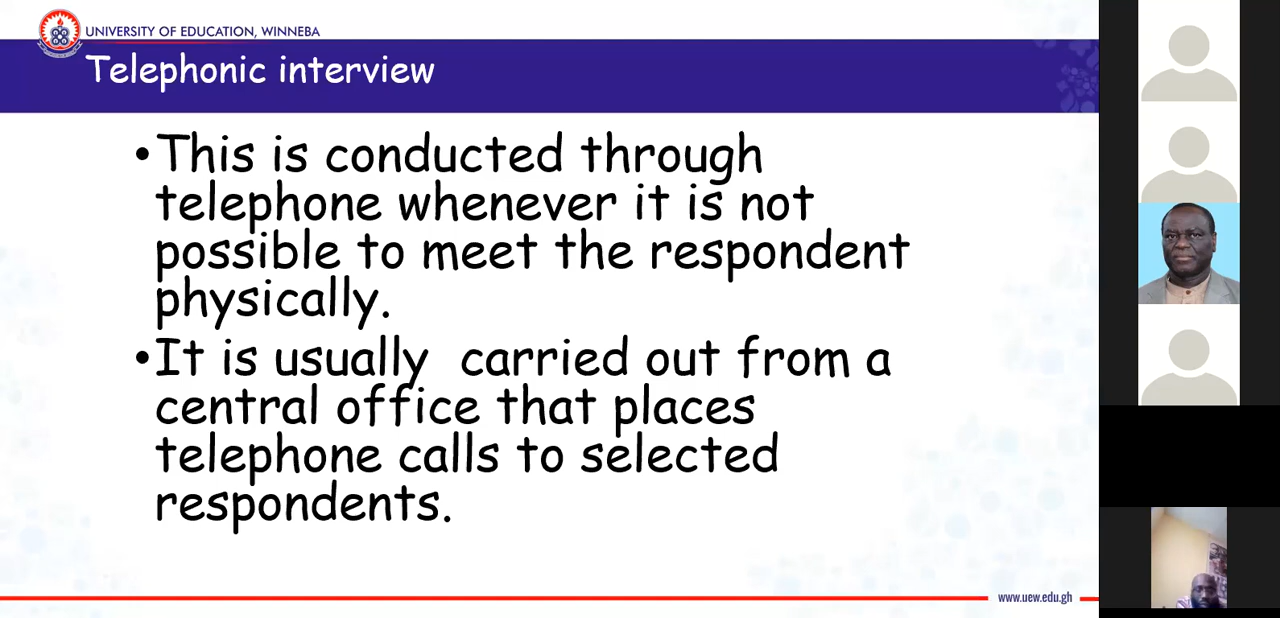 UNIVERSITY OF EDUCATION, WINNEBA
Telephonic interview
•This is conducted through
telephone whenever it is not
possible to meet the respondent
physically.
•It is usually  carried out from a
central office that places
telephone calls to selected
respondents.
www.uew.edu.gh